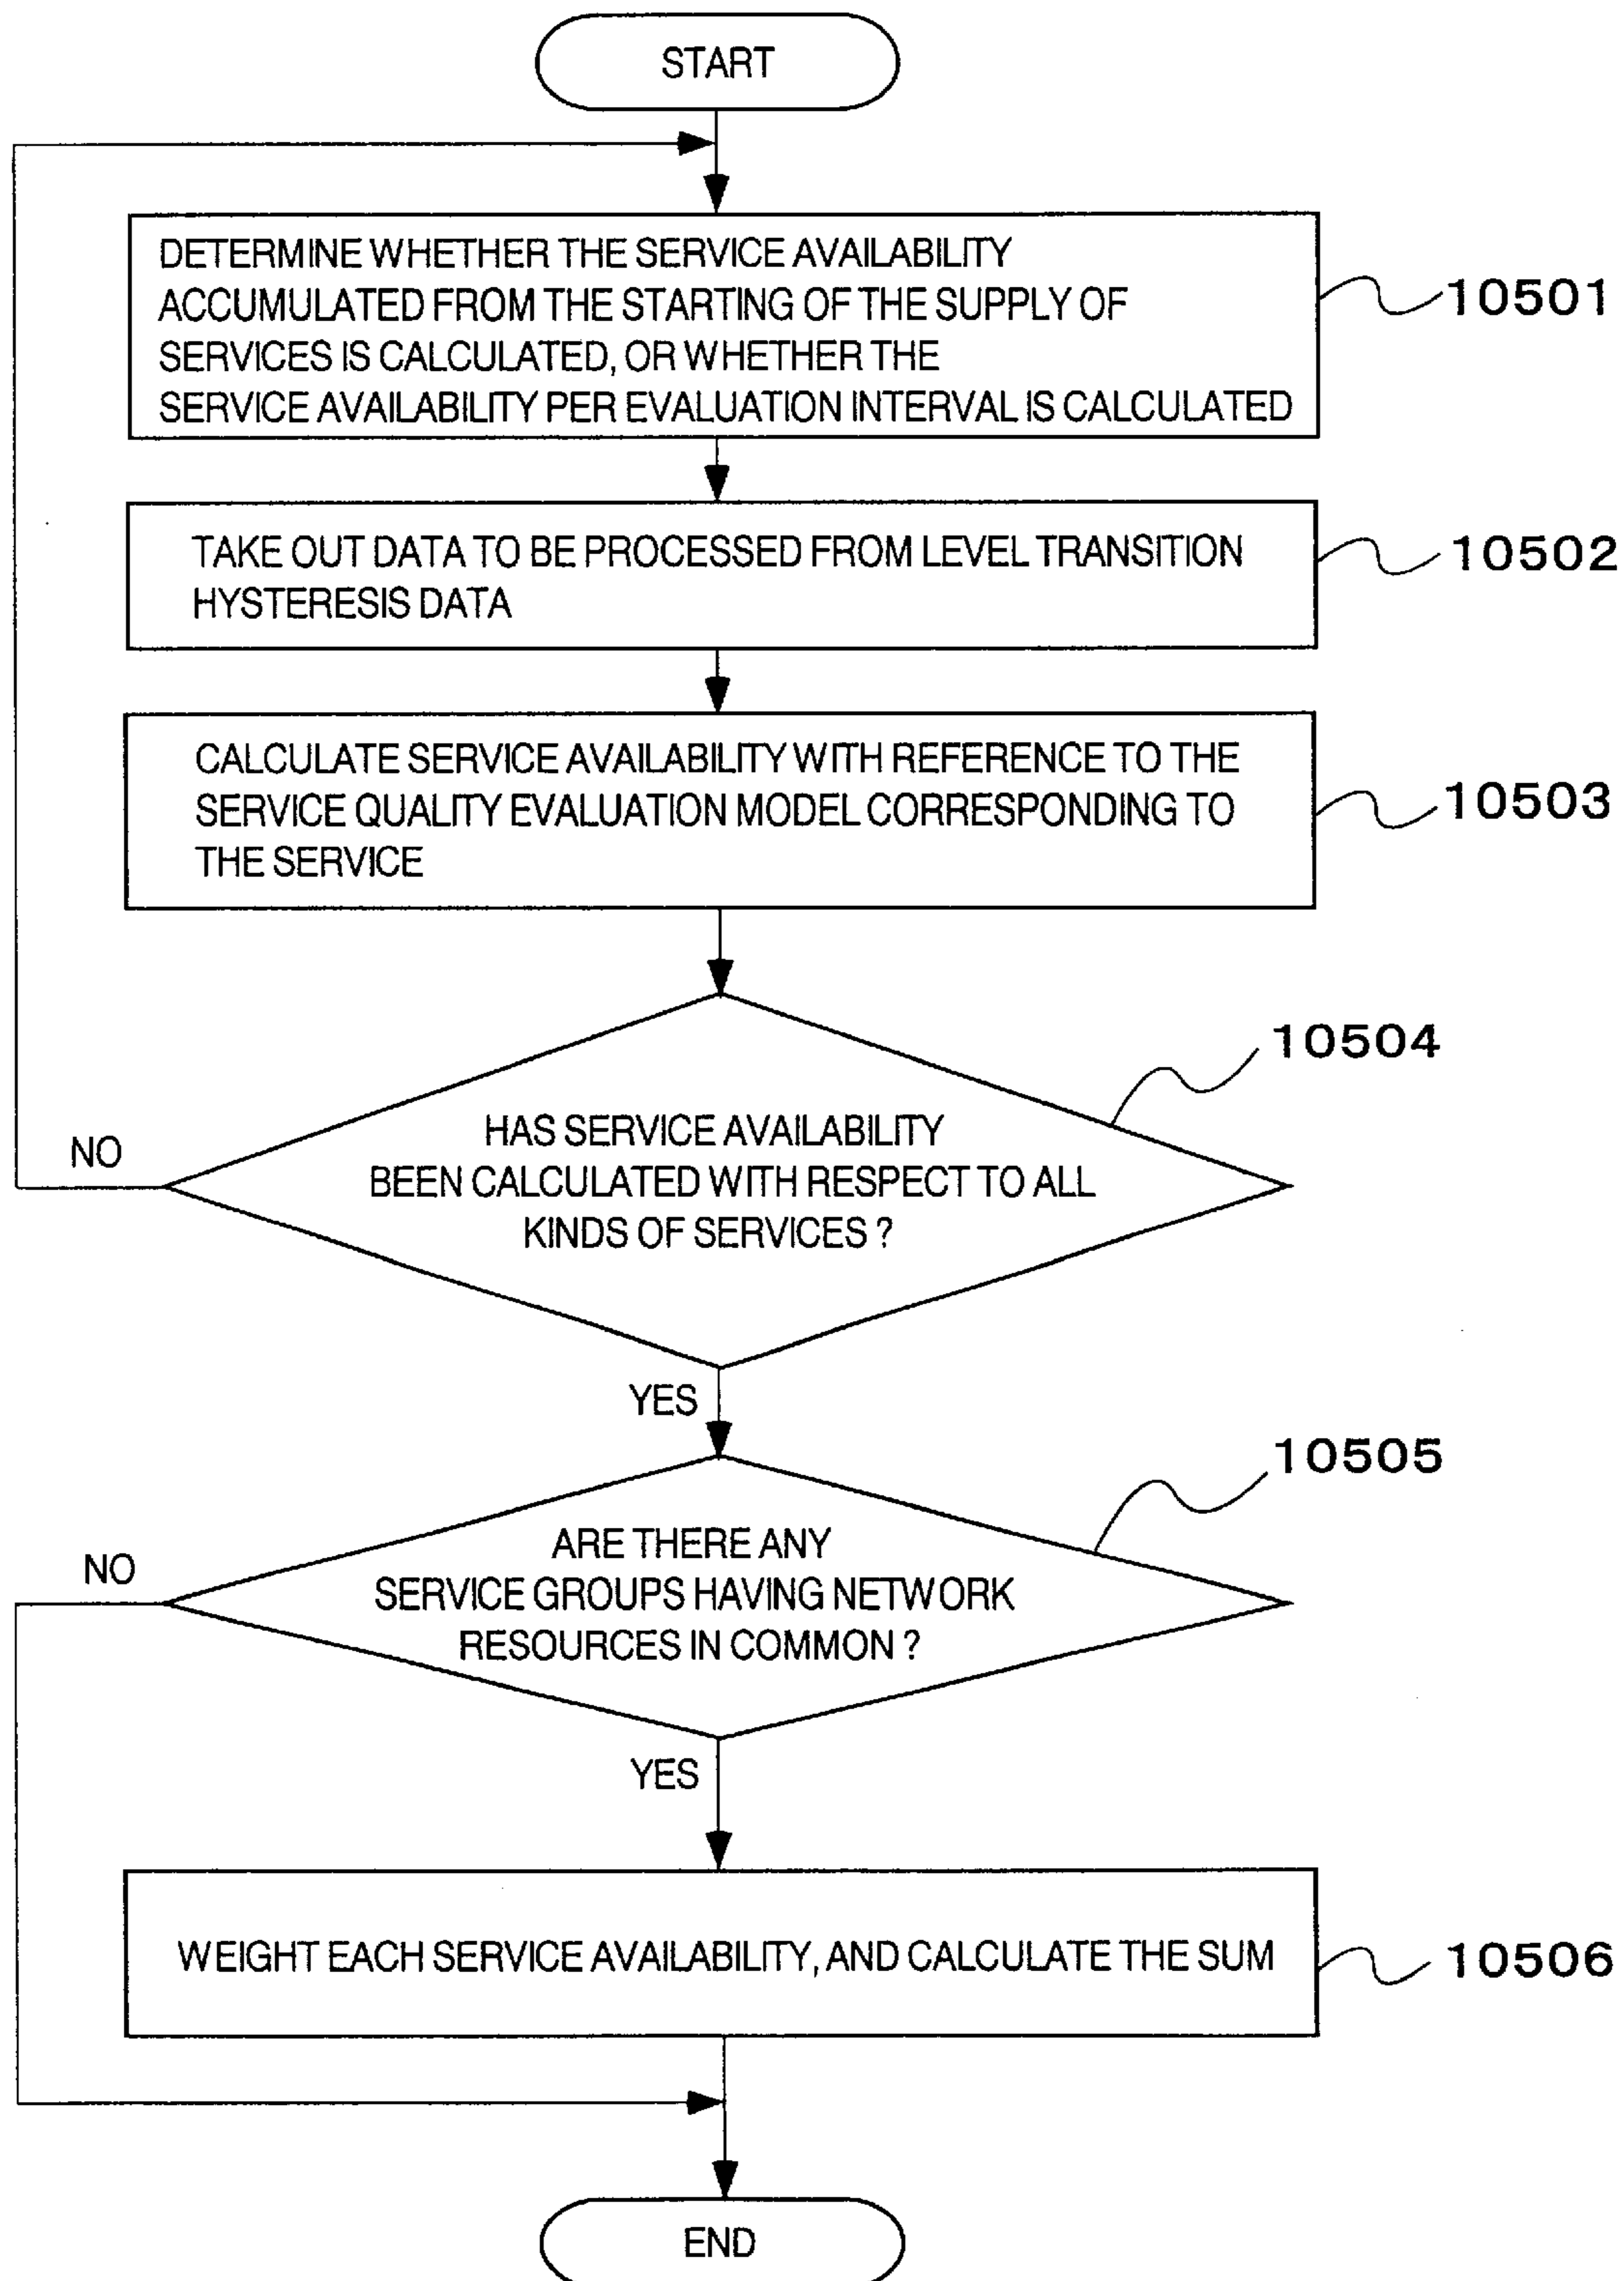 START
DETERMINE WHETHER THE SERVICE AVAILABILITY
ACCUMULATED FROM THE STARTING OF THE SUPPLY OF
SERVICES IS CALCULATED, OR WHETHER THE
SERVICE AVAILABILITY PER EVALUATION INTERVAL IS CALCULATED
10501
TAKE OUT DATA TO BE PROCESSED FROM LEVEL TRANSITION
HYSTERESIS DATA
10502
CALCULATE SERVICE AVAILABILITY WITH REFERENCE TO THE
SERVICE QUALITY EVALUATION MODEL CORRESPONDING TO
THE SERVICE
10503
10504
HAS SERVICE AVAILABILITY
BEEN CALCULATED WITH RESPECT TO ALL
KINDS OF SERVICES ?
NO
YES
10505
ARE THERE ANY
SERVICE GROUPS HAVING NETWORK
RESOURCES IN COMMON ?
NO
YES
WEIGHT EACH SERVICE AVAILABILITY, AND CALCULATE THE SUM
10506
END